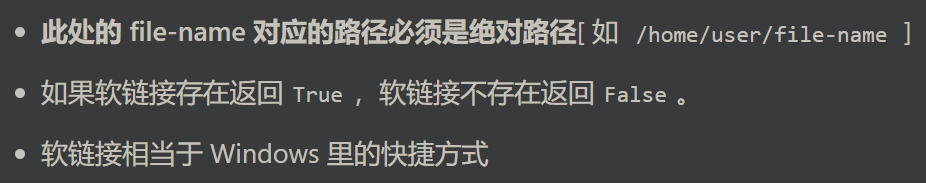 • 此处的 file-name 对应的路径必须是绝对路径[ 如 /home/user/file-name ]
• 如果软链接存在返回 True ，软链接不存在返回 False 。
• 软链接相当于 Windows 里的快捷方式